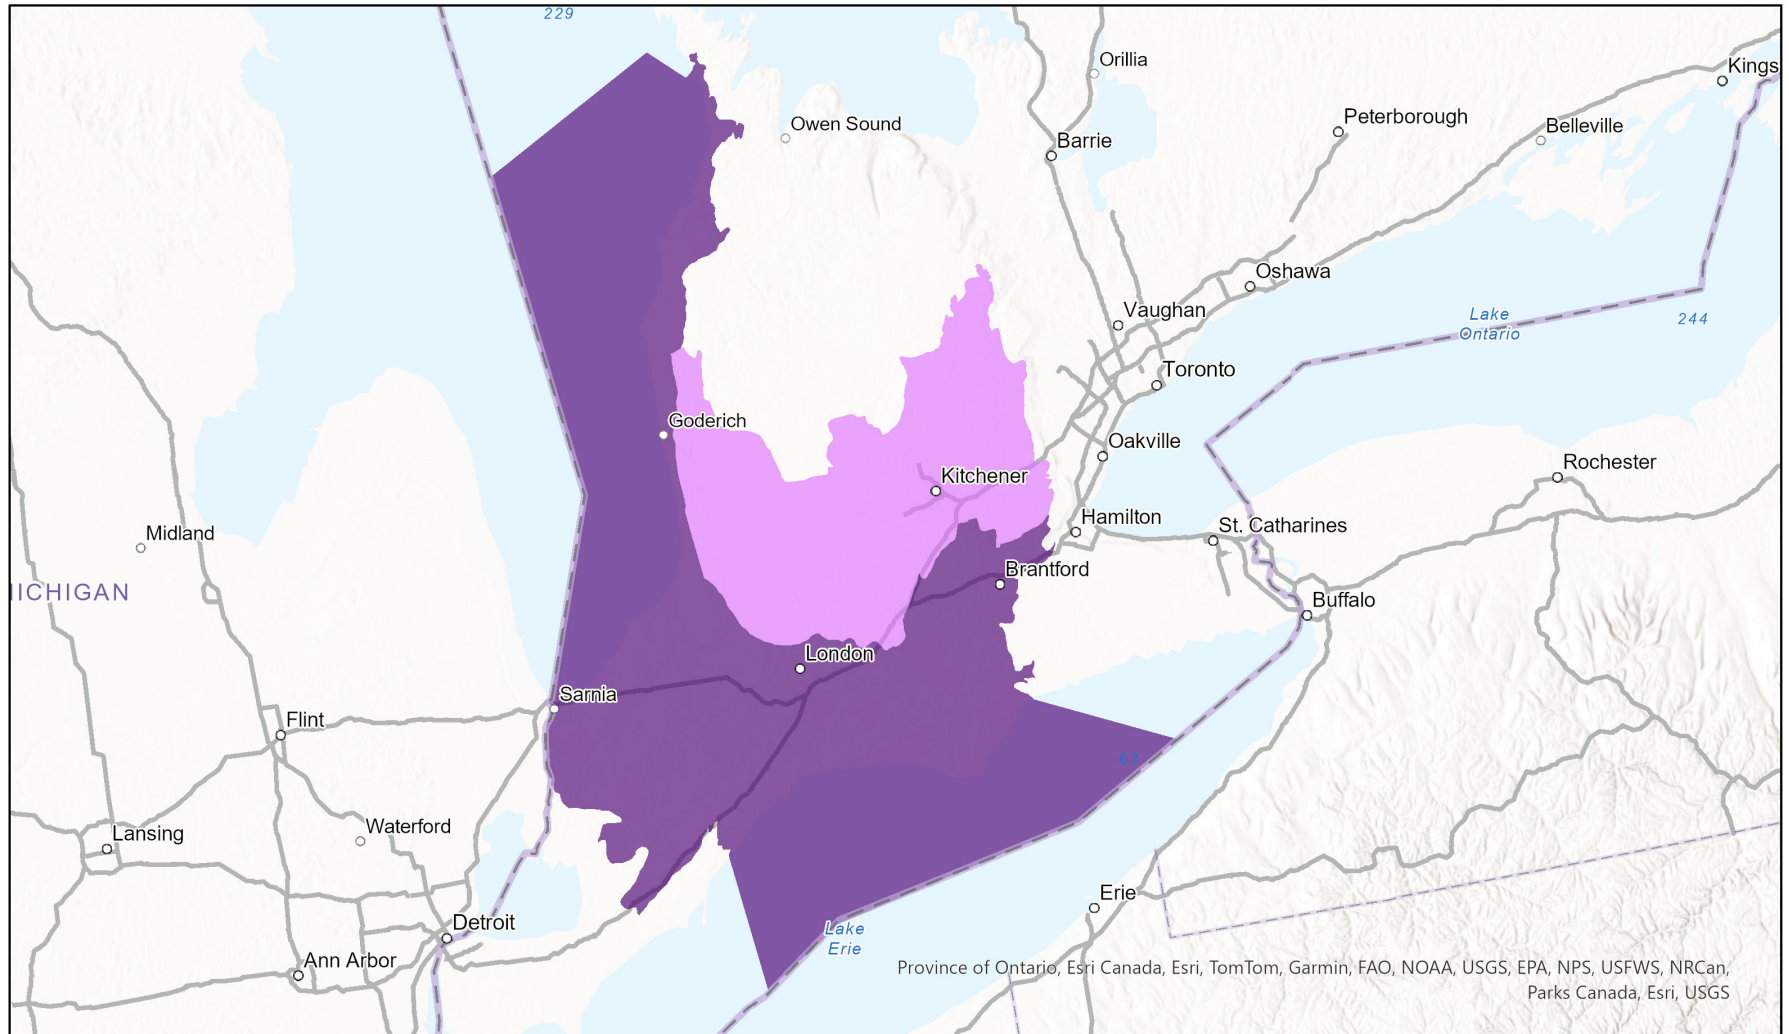 229
Orillia
Kings
Owen Sound
Peterborough
Belleville
Barrie
Oshawa
Vaughan
Lake
Ontario
244
Toronto
Goderich
Oakville
Rochester
Kitchener
Hamilton
St. Catharines
Midland
Brantford
MICHIGAN
Buffalo
London
Sarnia
Flint
63
Waterford
Lansing
Erie
Detroit
Lake
Erie
Ann Arbor
Province of Ontario, Esri Canada, Esri, TomTom, Garmin, FAO, NOAA, USGS, EPA, NPS, USFWS, NRCan,
Parks Canada, Esri, USGS